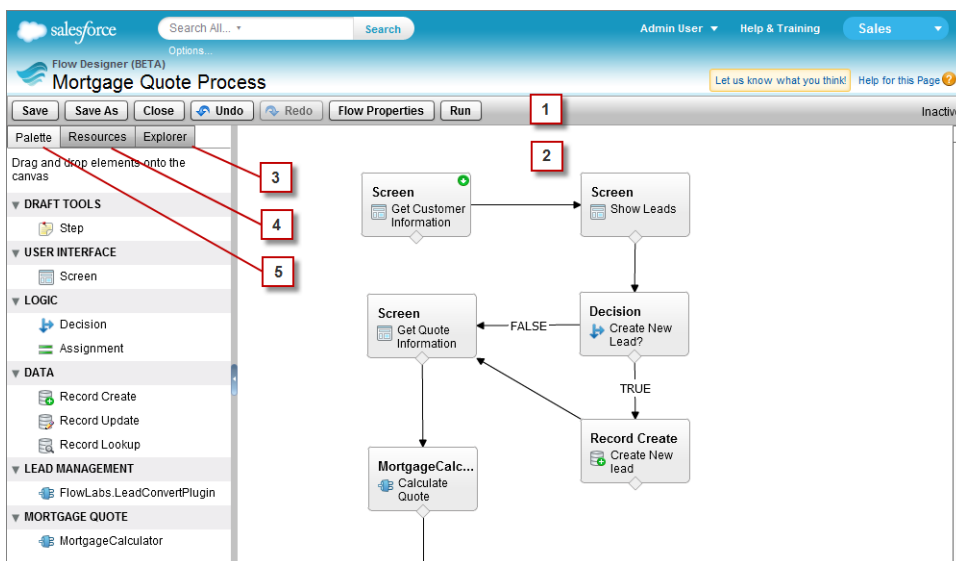 salesforce
Search All...
Search
Options...
Admin User
Help & Training
Sales
Flow Designer (BETA)
Mortgage Quote Process
Let us know what you think!
Help for this Page
Save
Save As
Close
Undo
Redo
Flow Properties
Run
1
Inactive
Palette
Resources
Explorer
Drag and drop elements onto the
canvas
DRAFT TOOLS
Step
USER INTERFACE
Screen
LOGIC
Decision
Assignment
DATA
Record Create
Record Update
Record Lookup
LEAD MANAGEMENT
FlowLabs.LeadConvertPlugin
MORTGAGE QUOTE
MortgageCalculator
2
3
4
5
Screen
Get Customer
Information
Screen
Show Leads
Screen
Get Quote
Information
FALSE
Decision
Create New
Lead?
TRUE
Record Create
Create New
lead
MortgageCalc...
Calculate
Quote